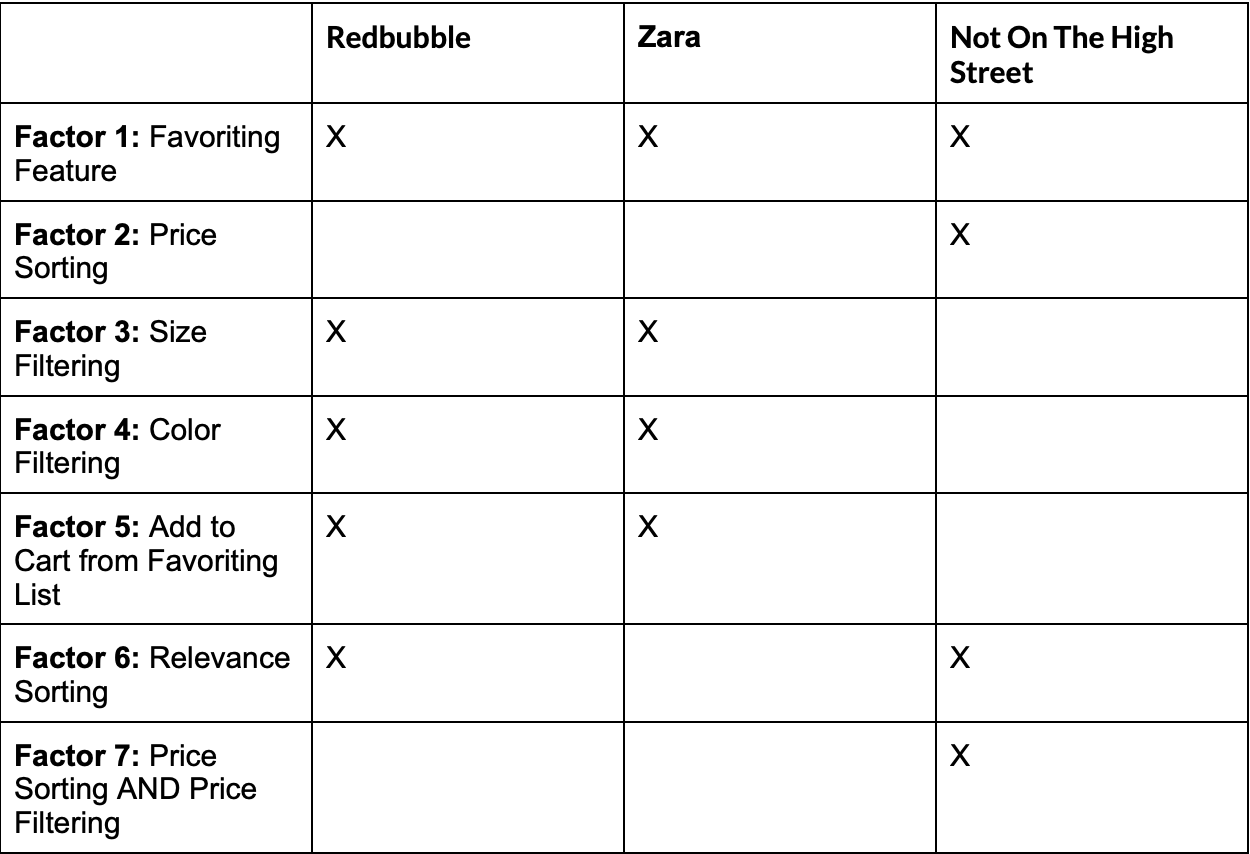 Redbubble Zara Not On The High
Street
Factor 1: Favoriting X X X
Feature
Factor 2: Price X
Sorting
Factor 3: Size X X
Filtering
Factor 4: Color X X
Filtering
Factor 5: Add to X X
Cart from Favoriting
List
Factor 6: Relevance X X
Sorting
Factor 7: Price X
Sorting AND Price
Filtering